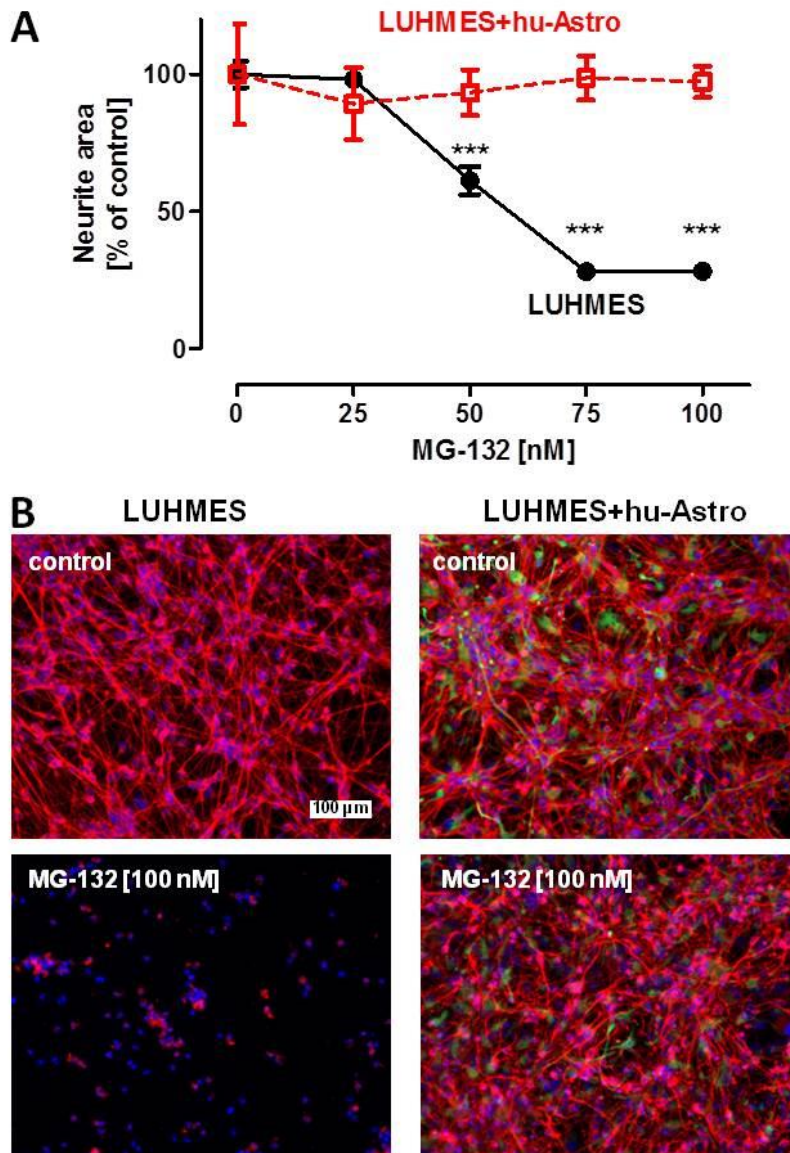 A
LUHMES+hu-Astro
Neurite area
[% of control]
100
50
0
***
***
***
LUHMES
0 25 50 75 100
MG-132 [nM]
B
LUHMES
LUHMES+hu-Astro
control
control
100 µm
MG-132 [100 nM]
MG-132 [100 nM]